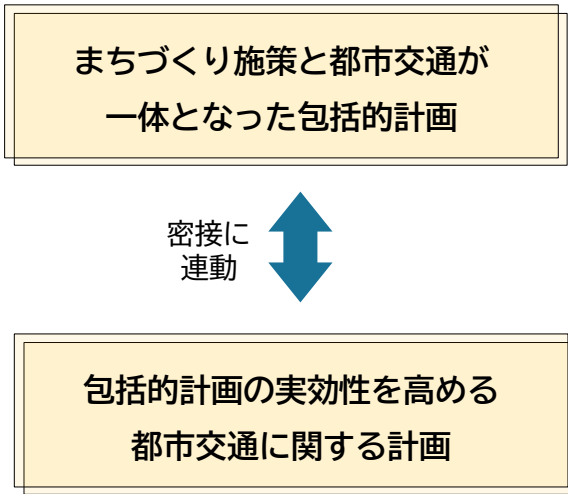 まちづくり施策と都市交通が
一体となった包括的計画
密接に
連動
包括的計画の実効性を高める
都市交通に関する計画